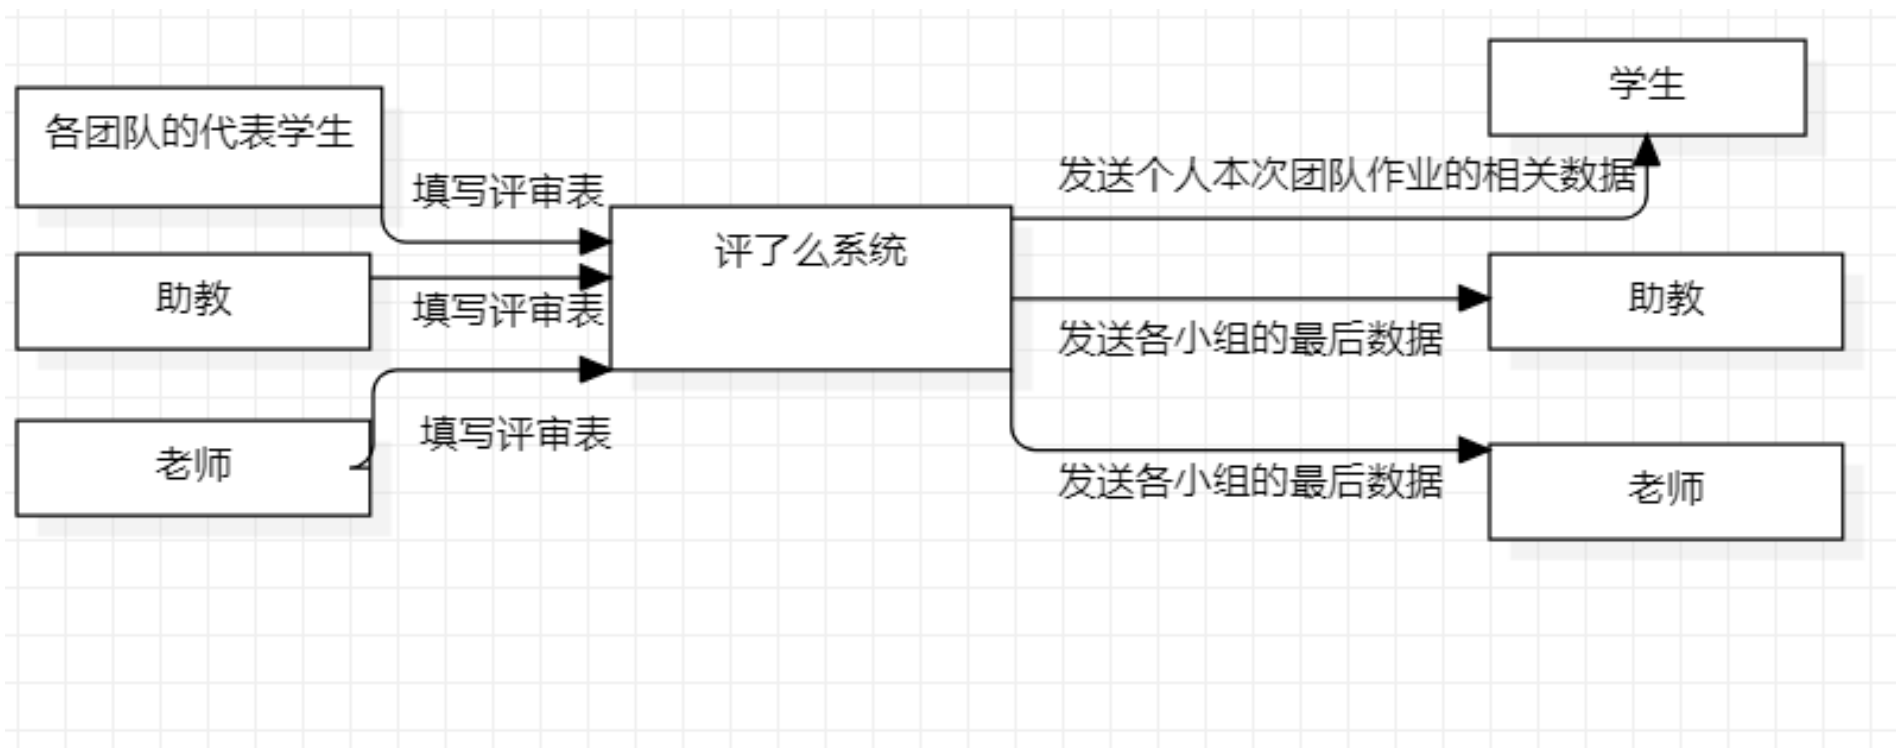 各团队的代表学生
填写评审表
助教
填写评审表
老师
填写评审表
评了么系统
学生
发送个人本次团队作业的相关数据
助教
发送各小组的最后数据
老师
发送各小组的最后数据